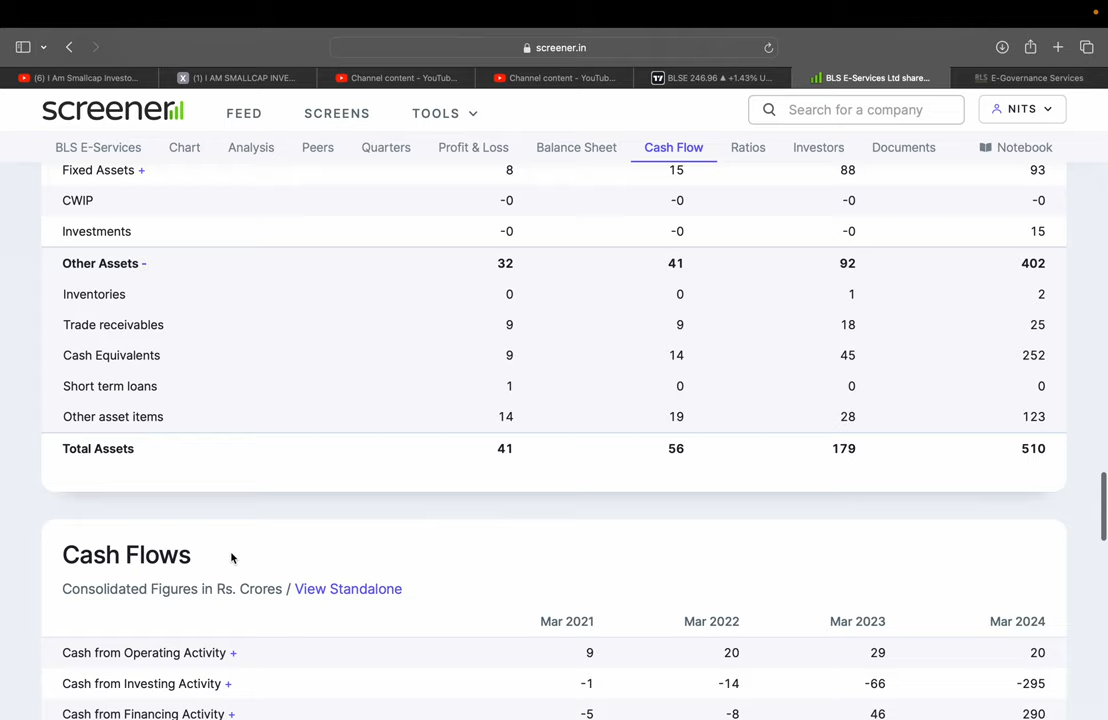 screener.in
(6) I Am Smallcap Investo...
(1) I AM SMALLCAP INVE...
Channel content - YouTub...
Channel content - YouTub...
BLSE 246.96 ▲ +1.43% U...
BLS E-Services Ltd share...
E-Governance Services
screener
FEED
SCREENS
TOOLS
Search for a company
NITS
BLS E-Services
Chart
Analysis
Peers
Quarters
Profit & Loss
Balance Sheet
Cash Flow
Ratios
Investors
Documents
Notebook
Fixed Assets + 8 15 88 93
CWIP -0 -0 -0 -0
Investments -0 -0 -0 15
Other Assets - 32 41 92 402
Inventories 0 0 1 2
Trade receivables 9 9 18 25
Cash Equivalents 9 14 45 252
Short term loans 1 0 0 0
Other asset items 14 19 28 123
Total Assets 41 56 179 510
Cash Flows
Consolidated Figures in Rs. Crores / View Standalone
Mar 2021 Mar 2022 Mar 2023 Mar 2024
Cash from Operating Activity + 9 20 29 20
Cash from Investing Activity + -1 -14 -66 -295
Cash from Financing Activity + -5 -8 46 290